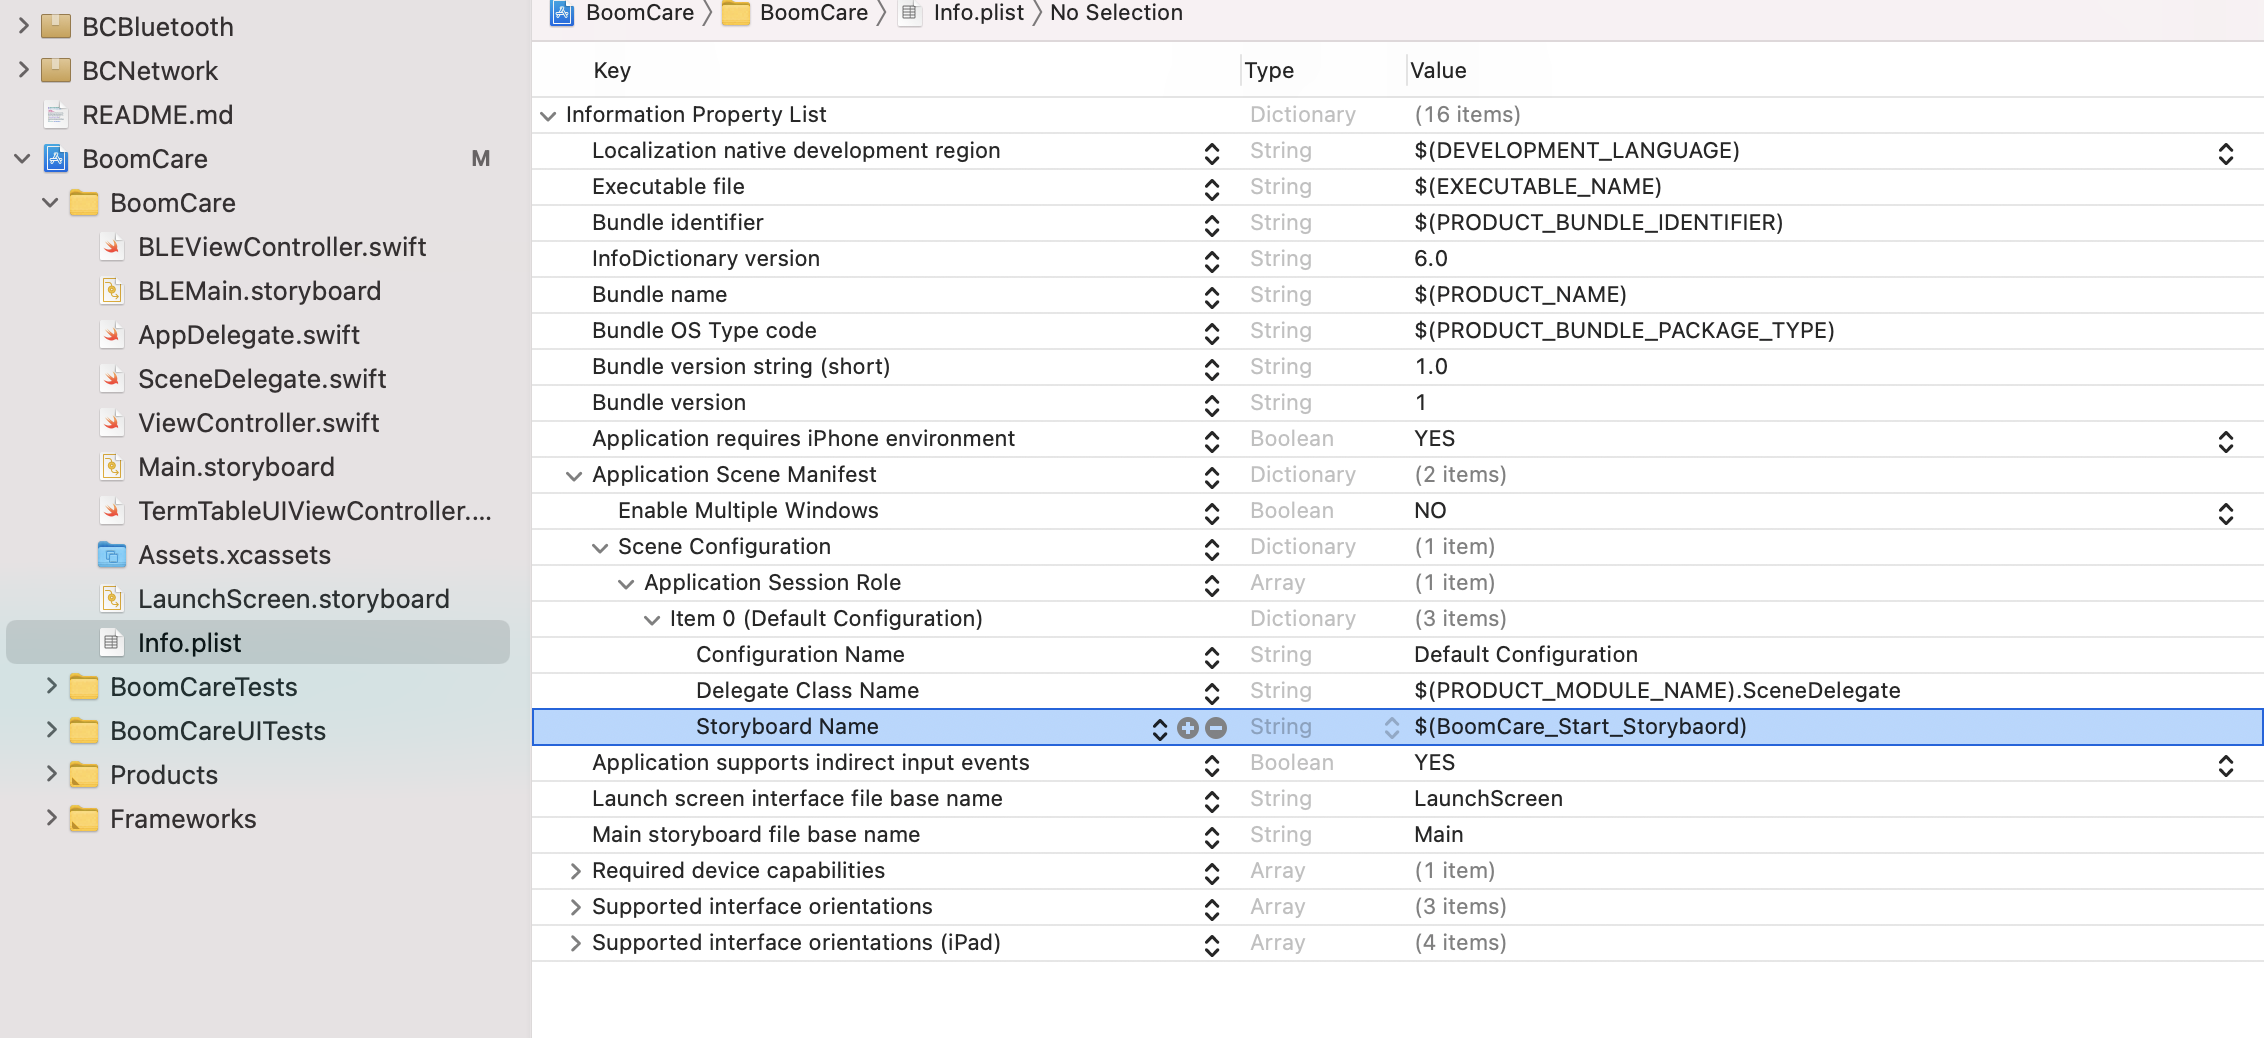 BCBluetooth
BCNetwork
README.md
BoomCare M
BoomCare
BLEViewController.swift
BLEMain.storyboard
AppDelegate.swift
SceneDelegate.swift
ViewController.swift
Main.storyboard
TermTableUIViewController....
Assets.xcassets
LaunchScreen.storyboard
Info.plist
BoomCareTests
BoomCareUITests
Products
Frameworks
BoomCare BoomCare Info.plist No Selection
Key Type Value
Information Property List Dictionary (16 items)
Localization native development region String $(DEVELOPMENT_LANGUAGE)
Executable file String $(EXECUTABLE_NAME)
Bundle identifier String $(PRODUCT_BUNDLE_IDENTIFIER)
InfoDictionary version String 6.0
Bundle name String $(PRODUCT_NAME)
Bundle OS Type code String $(PRODUCT_BUNDLE_PACKAGE_TYPE)
Bundle version string (short) String 1.0
Bundle version String 1
Application requires iPhone environment Boolean YES
Application Scene Manifest Dictionary (2 items)
Enable Multiple Windows Boolean NO
Scene Configuration Dictionary (1 item)
Application Session Role Array (1 item)
Item 0 (Default Configuration) Dictionary (3 items)
Configuration Name String Default Configuration
Delegate Class Name String $(PRODUCT_MODULE_NAME).SceneDelegate
Storyboard Name String $(BoomCare_Start_Storybaord)
Application supports indirect input events Boolean YES
Launch screen interface file base name String LaunchScreen
Main storyboard file base name String Main
Required device capabilities Array (1 item)
Supported interface orientations Array (3 items)
Supported interface orientations (iPad) Array (4 items)